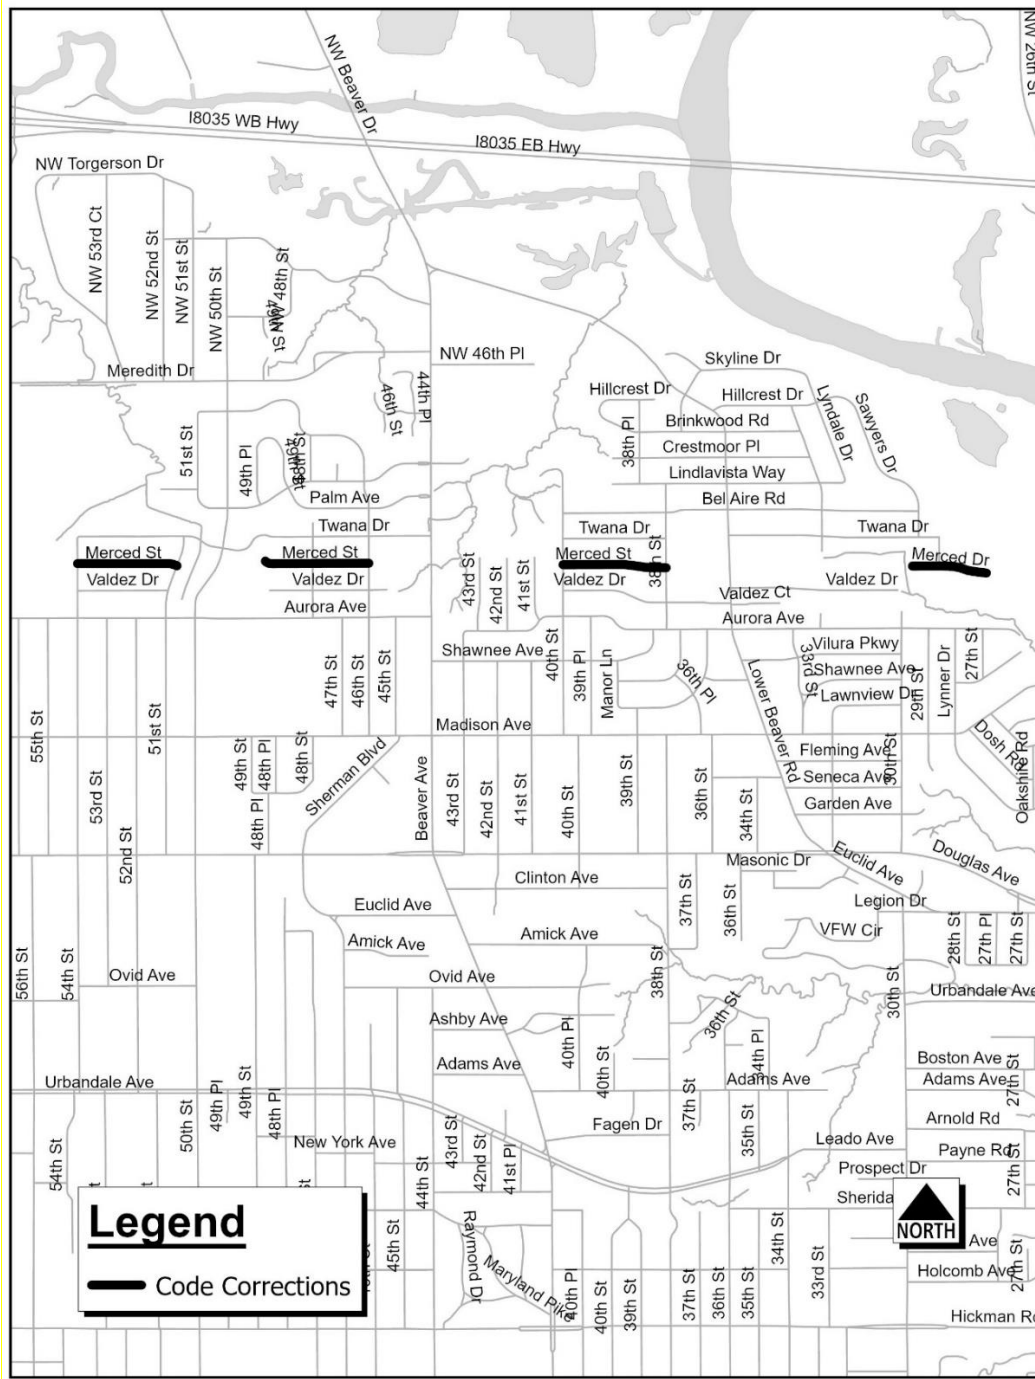 NW 26th St
NW Beaver Dr
I8035 WB Hwy
I8035 EB Hwy
NW Torgerson Dr
NW 53rd Ct
NW 52nd St
NW 51st St
NW 50th St
NW 48th St
49th St
Meredith Dr
NW 46th Pl
46th St
44th Pl
Skyline Dr
Hillcrest Dr
Hillcrest Dr
Lyndale Dr
Sawyers Dr
38th Pl
Brinkwood Rd
Crestmoor Pl
Lindlavista Way
51st St
49th Pl
49th St
48th St
Palm Ave
Bel Aire Rd
Twana Dr
Twana Dr
Twana Dr
Merced St
Merced St
Merced St
38th St
Merced Dr
Valdez Dr
Valdez Dr
Valdez Dr
Valdez Dr
Valdez Ct
43rd St
42nd St
41st St
Aurora Ave
Aurora Ave
Shawnee Ave
40th St
39th Pl
Manor Ln
36th Pl
Lower Beaver Rd
33rd St
Vilura Pkwy
Shawnee Ave
Lawnview Dr
29th St
Lynner Dr
27th St
47th St
46th St
45th St
Madison Ave
55th St
53rd St
52nd St
51st St
49th St
48th Pl
48th St
48th Pl
Sherman Blvd
Beaver Ave
43rd St
42nd St
41st St
40th St
39th St
36th St
34th St
Fleming Ave
30th St
Seneca Ave
Garden Ave
Dosh Rd
Oakshire Rd
Masonic Dr
Euclid Ave
Douglas Ave
Clinton Ave
37th St
36th St
Legion Dr
VFW Cir
28th St
27th Pl
27th St
Euclid Ave
Amick Ave
Amick Ave
56th St
54th St
Ovid Ave
Ovid Ave
38th St
30th St
Urbandale Ave
Ashby Ave
40th Pl
40th St
36th St
34th Pl
Adams Ave
Adams Ave
Boston Ave
Adams Ave
27th St
Urbandale Ave
50th St
49th Pl
49th St
48th Pl
Fagen Dr
37th St
35th St
Arnold Rd
54th St
New York Ave
43rd St
42nd St
41st Pl
Leado Ave
Payne Rd
Prospect Dr
27th St
44th St
45th St
Raymond Dr
Maryland Pike
40th Pl
40th St
39th St
37th St
36th St
35th St
34th St
33rd St
NORTH
Ave
Holcomb Ave
27th St
Hickman Rd
Legend
Code Corrections